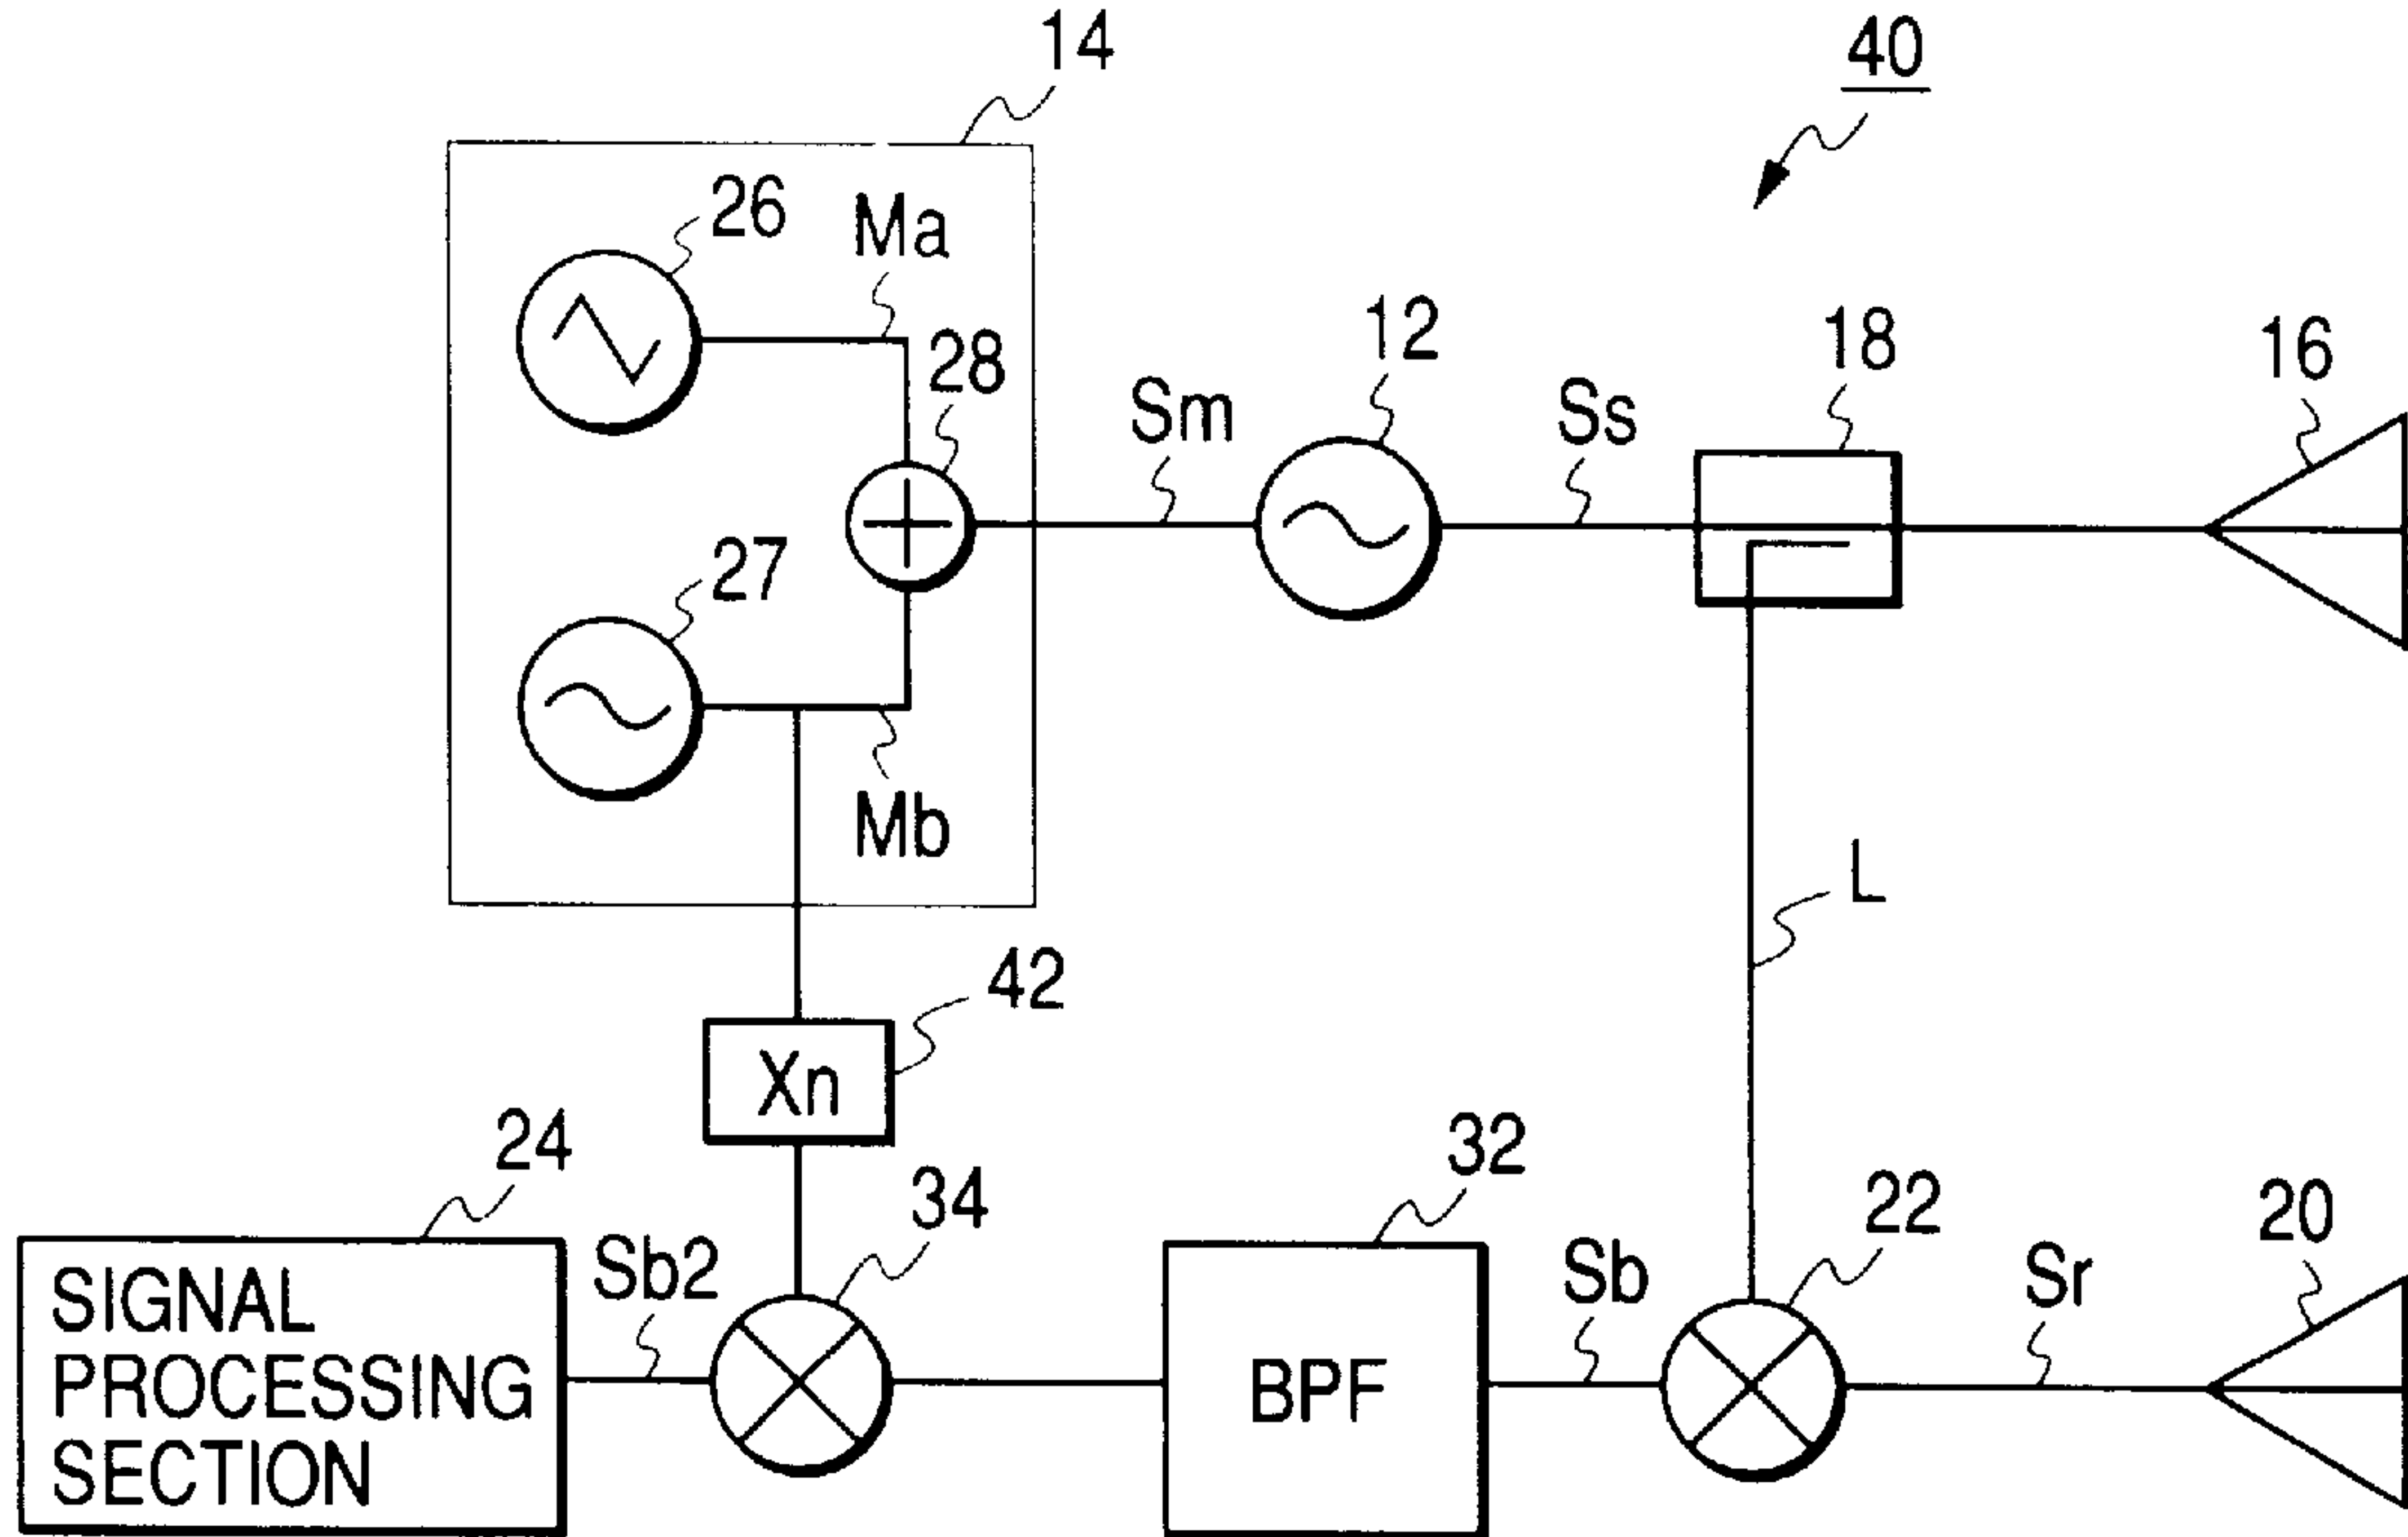 14
40
26
Ma
12
18
16
28
Sm
Ss
27
Mb
L
42
Xn
24
34
32
22
20
Sb2
Sb
Sr
SIGNAL
PROCESSING
SECTION
BPF